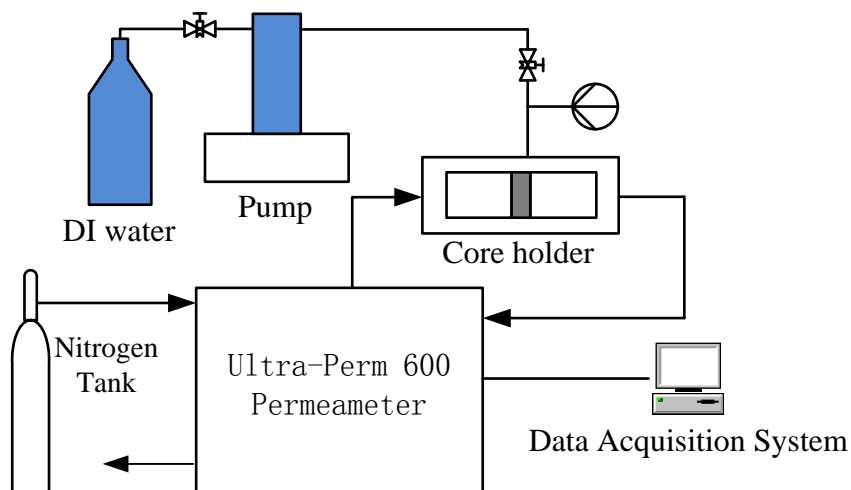 Pump
DI water
Core holder
Nitrogen
Tank
Ultra-Perm 600
Permeameter
Data Acquisition System